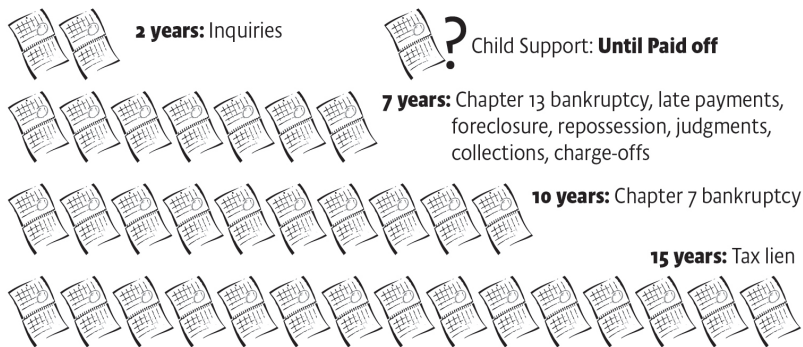 2 years: Inquiries
? Child Support: Until Paid off
7 years: Chapter 13 bankruptcy, late payments,
foreclosure, repossession, judgments,
collections, charge-offs
10 years: Chapter 7 bankruptcy
15 years: Tax lien